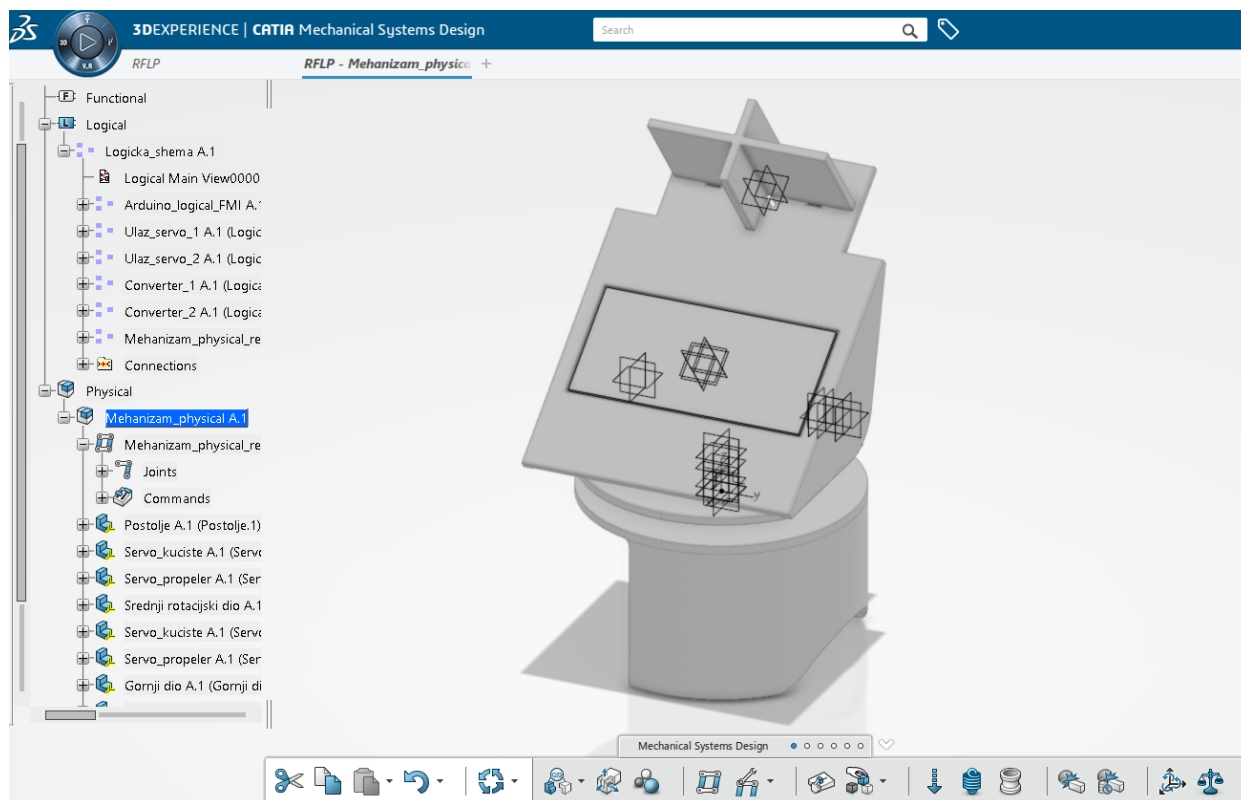 3DEXPERIENCE | CATIA Mechanical Systems Design
Search
RFLP
RFLP - Mehanizam_physica
Functional
Logical
Logicka_shema A.1
Logical Main View0000
Arduino_logical_FMI A.1
Ulaz_servo_1 A.1 (Logic
Ulaz_servo_2 A.1 (Logic
Converter_1 A.1 (Logica
Converter_2 A.1 (Logica
Mehanizam_physical_re
Connections
Physical
Mehanizam_physical A.1
Mehanizam_physical_re
Joints
Commands
Postolje A.1 (Postolje.1)
Servo_kuciste A.1 (Servo
Servo_propeler A.1 (Ser
Srednji rotacijski dio A.1
Servo_kuciste A.1 (Servo
Servo_propeler A.1 (Ser
Gornji dio A.1 (Gornji di
y
Mechanical Systems Design